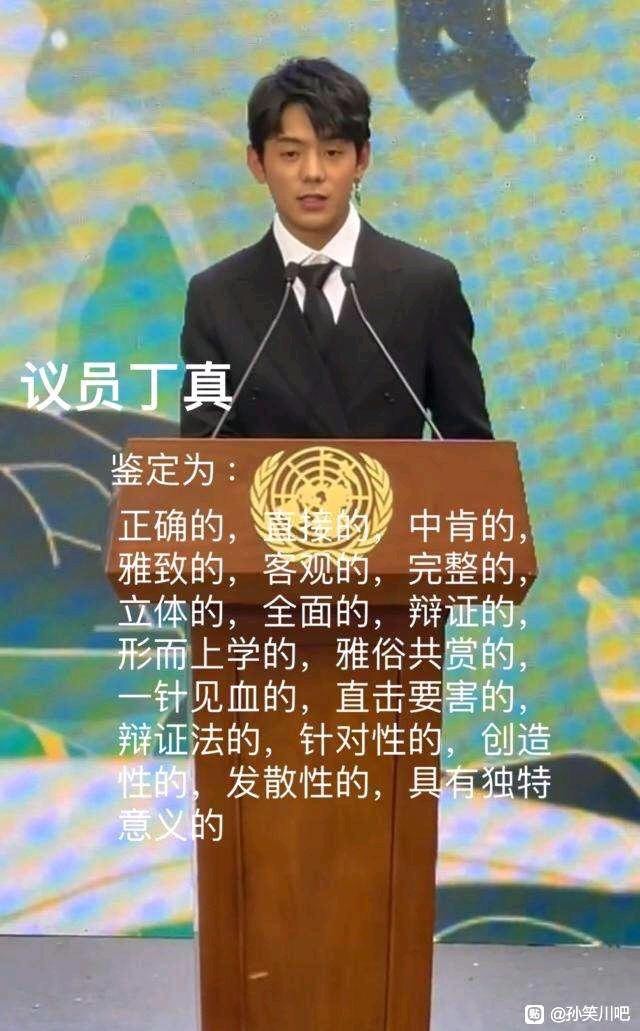 议员丁真
鉴定为：
正确的，直接的，中肯的，
雅致的，客观的，完整的，
立体的，全面的，辩证的，
形而上学的，雅俗共赏的，
一针见血的，直击要害的，
辩证法的，针对性的，创造
性的，发散性的，具有独特
意义的
贴 @孙笑川吧